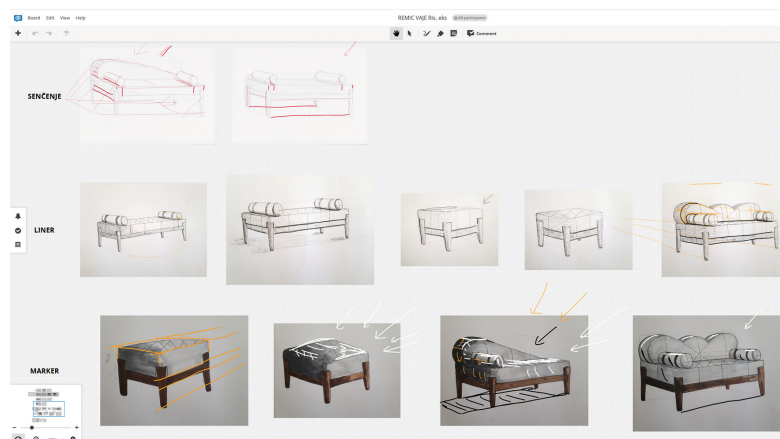 Board Edit View Help
REMIC VAJE Ris. eks
All participants
?
Comment
SENČENJE
LINER
MARKER